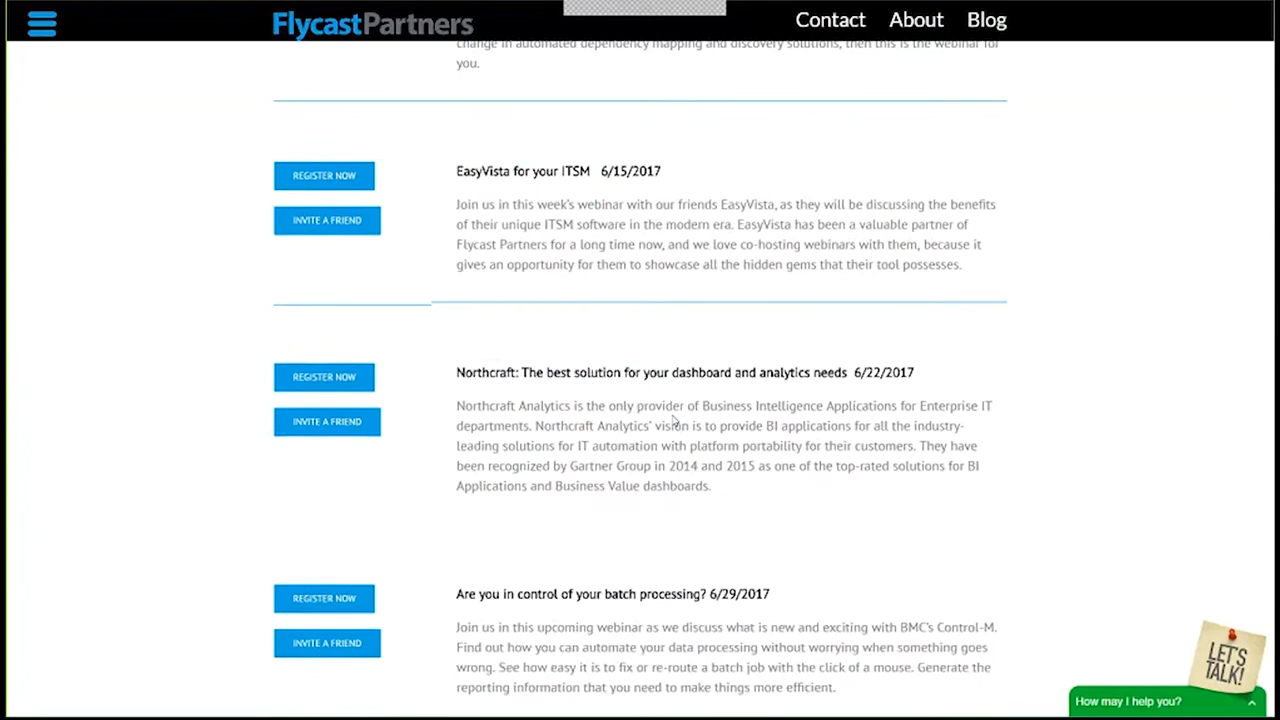 FlycastPartners
Contact
About
Blog
change in automated dependency mapping and discovery solutions, then this is the webinar for
you.
REGISTER NOW
INVITE A FRIEND
EasyVista for your ITSM 6/15/2017
Join us in this week's webinar with our friends EasyVista, as they will be discussing the benefits
of their unique ITSM software in the modern era. EasyVista has been a valuable partner of
Flycast Partners for a long time now, and we love co-hosting webinars with them, because it
gives an opportunity for them to showcase all the hidden gems that their tool possesses.
REGISTER NOW
INVITE A FRIEND
Northcraft: The best solution for your dashboard and analytics needs 6/22/2017
Northcraft Analytics is the only provider of Business Intelligence Applications for Enterprise IT
departments. Northcraft Analytics' vision is to provide BI applications for all the industry-
leading solutions for IT automation with platform portability for their customers. They have
been recognized by Gartner Group in 2014 and 2015 as one of the top-rated solutions for BI
Applications and Business Value dashboards.
REGISTER NOW
INVITE A FRIEND
Are you in control of your batch processing? 6/29/2017
Join us in this upcoming webinar as we discuss what is new and exciting with BMC's Control-M.
Find out how you can automate your data processing without worrying when something goes
wrong. See how easy it is to fix or re-route a batch job with the click of a mouse. Generate the
reporting information that you need to make things more efficient.
LET'S
TALK!
How may I help you?